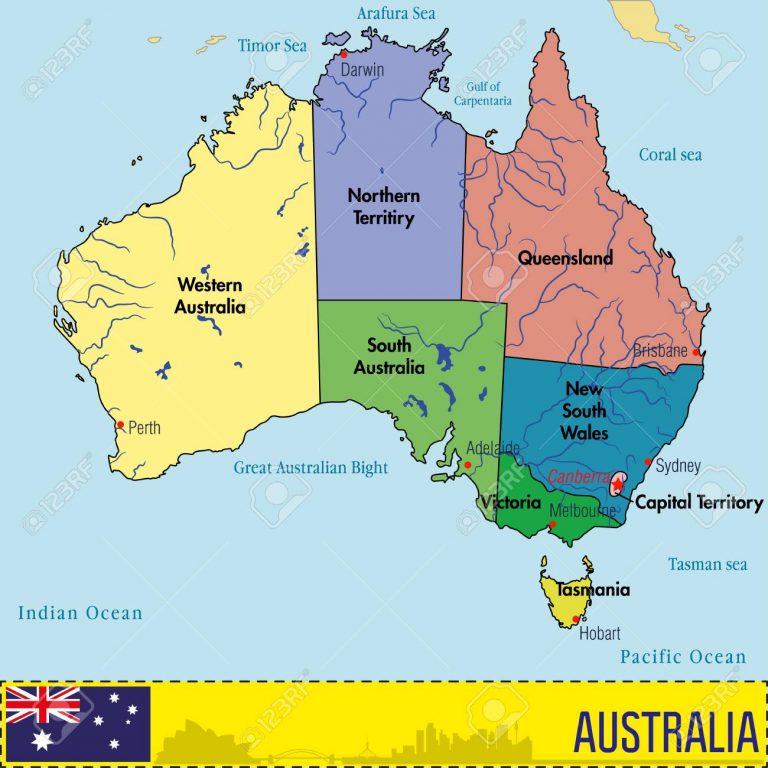 Arafura Sea
Timor Sea
Darwin
Gulf of
Carpentaria
Coral sea
Northern
Territiry
Queensland
Western
Australia
South
Australia
Brisbane
New
South
Wales
Perth
Adelaide
Sydney
Great Australian Bight
Canberra
Victoria
Capital Territory
Melbourne
Tasman sea
Tasmania
Indian Ocean
Hobart
Pacific Ocean
AUSTRALIA
123RF